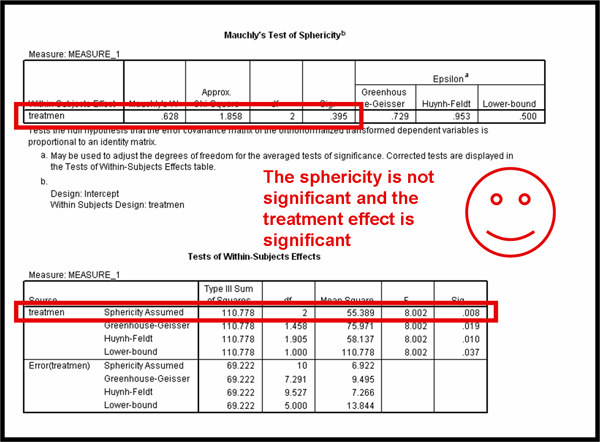 Mauchly's Test of Sphericityb
Measure: MEASURE_1
Epsilona
Approx. Greenhous
Within Subjects Effect Mauchly's W Chi-Square df Sig. e-Geisser Huynh-Feldt Lower-bound
treatmen .628 1.858 2 .395 .729 .953 .500
Tests the null hypothesis that the error covariance matrix of the orthonormalized transformed dependent variables is
proportional to an identity matrix.
a. May be used to adjust the degrees of freedom for the averaged tests of significance. Corrected tests are displayed in
the Tests of Within-Subjects Effects table.
b.
Design: Intercept
Within Subjects Design: treatmen
The sphericity is not
significant and the
treatment effect is
significant
Tests of Within-Subjects Effects
Measure: MEASURE_1
Type III Sum
Source of Squares df Mean Square F Sig.
treatmen Sphericity Assumed 110.778 2 55.389 8.002 .008
Greenhouse-Geisser 110.778 1.458 75.971 8.002 .019
Huynh-Feldt 110.778 1.905 58.137 8.002 .010
Lower-bound 110.778 1.000 110.778 8.002 .037
Error(treatmen) Sphericity Assumed 69.222 10 6.922
Greenhouse-Geisser 69.222 7.291 9.495
Huynh-Feldt 69.222 9.527 7.266
Lower-bound 69.222 5.000 13.844